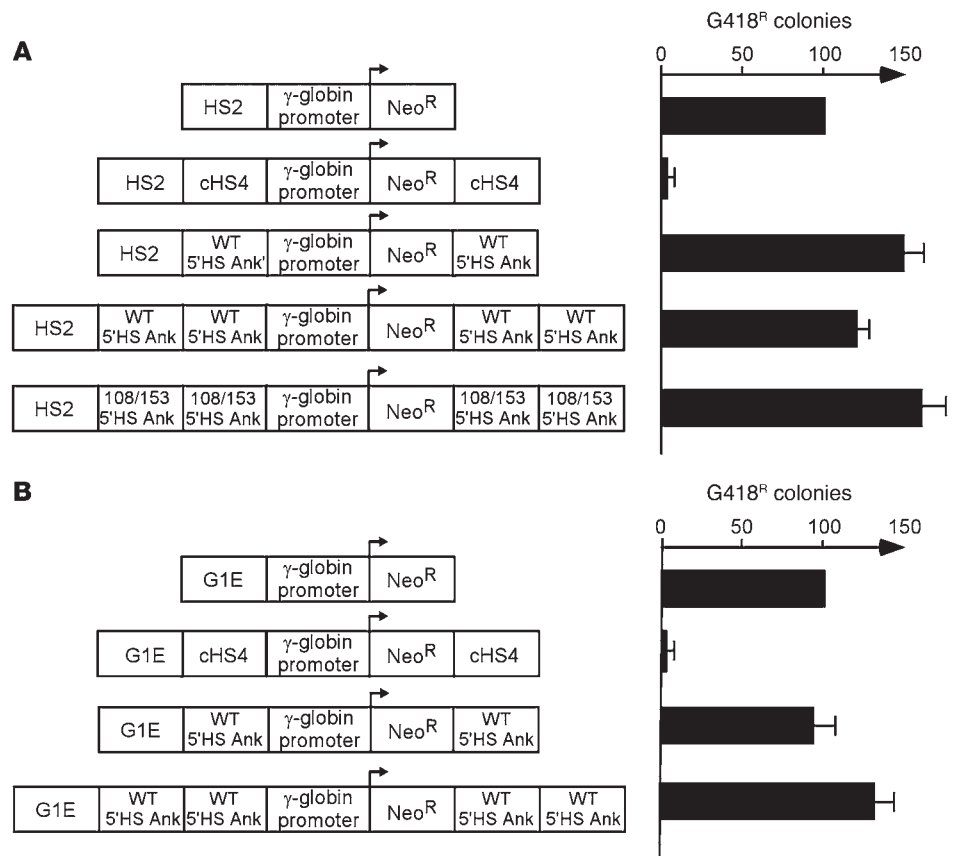 A
G418R colonies
0 50 100 150
HS2 γ-globin promoter NeoR
HS2 cHS4 γ-globin promoter NeoR cHS4
HS2 WT 5'HS Ank' γ-globin promoter NeoR WT 5'HS Ank
HS2 WT 5'HS Ank WT 5'HS Ank γ-globin promoter NeoR WT 5'HS Ank WT 5'HS Ank
HS2 108/153 5'HS Ank 108/153 5'HS Ank γ-globin promoter NeoR 108/153 5'HS Ank 108/153 5'HS Ank
B
G418R colonies
0 50 100 150
G1E γ-globin promoter NeoR
G1E cHS4 γ-globin promoter NeoR cHS4
G1E WT 5'HS Ank γ-globin promoter NeoR WT 5'HS Ank
G1E WT 5'HS Ank WT 5'HS Ank γ-globin promoter NeoR WT 5'HS Ank WT 5'HS Ank